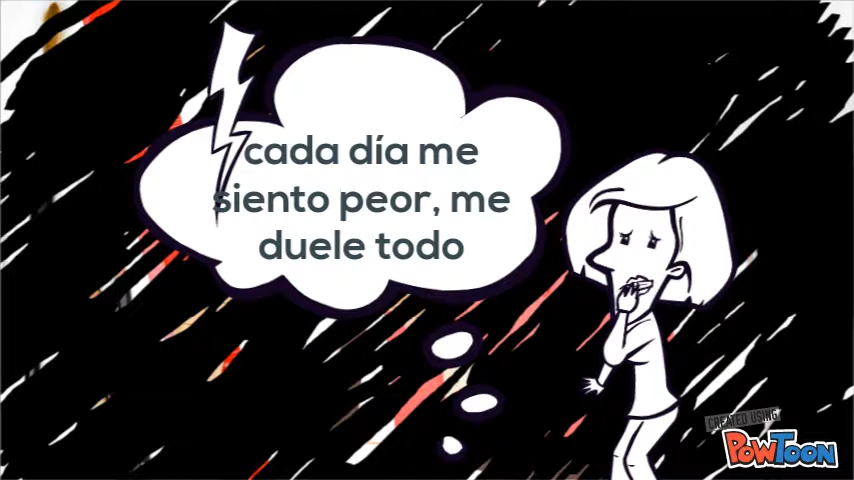 cada día me
siento peor, me
duele todo
CREATED USING
POWTOON